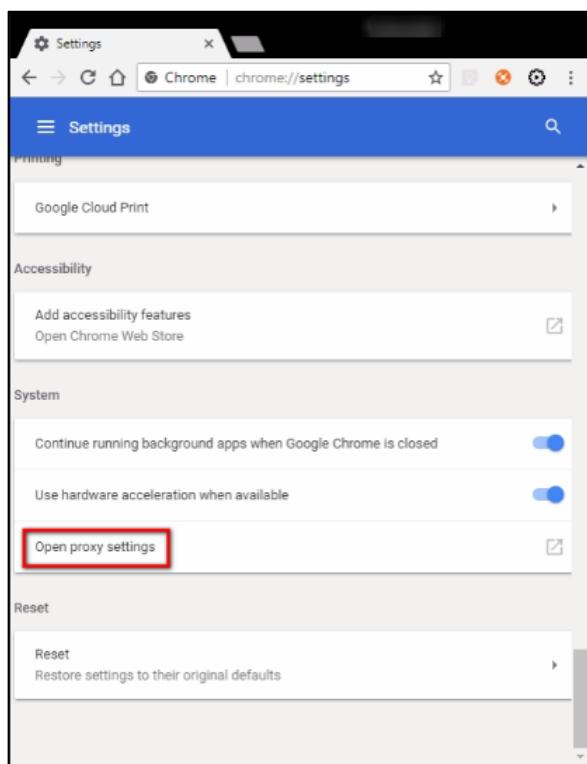 Settings
Chrome | chrome://settings
Settings
Printing
Google Cloud Print
Accessibility
Add accessibility features
Open Chrome Web Store
System
Continue running background apps when Google Chrome is closed
Use hardware acceleration when available
Open proxy settings
Reset
Reset
Restore settings to their original defaults